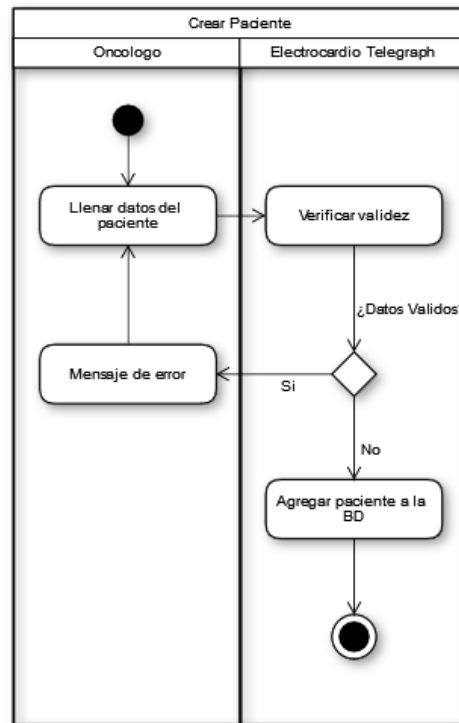 Crear Paciente
Oncologo
Electrocardio Telegraph
Llenar datos del
paciente
Verificar validez
¿Datos Validos?
Mensaje de error
Si
No
Agregar paciente a la
BD